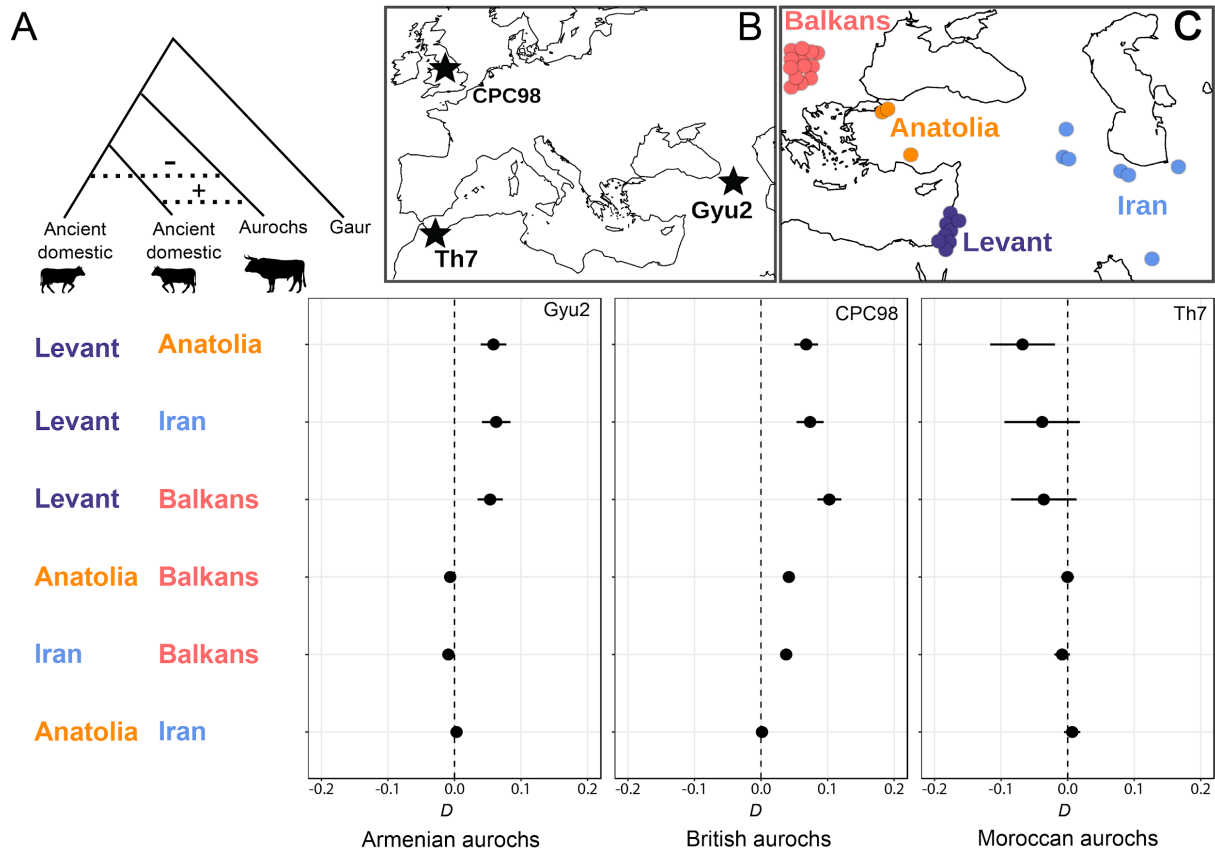 A
-
+
Ancient
domestic
Ancient
domestic
Aurochs
Gaur
B
CPC98
Gyu2
Th7
C
Balkans
Anatolia
Iran
Levant
Levant Anatolia
Levant Iran
Levant Balkans
Anatolia Balkans
Iran Balkans
Anatolia Iran
Gyu2
-0.2 -0.1 0.0 0.1 0.2
D
Armenian aurochs
CPC98
-0.2 -0.1 0.0 0.1 0.2
D
British aurochs
Th7
-0.2 -0.1 0.0 0.1 0.2
D
Moroccan aurochs